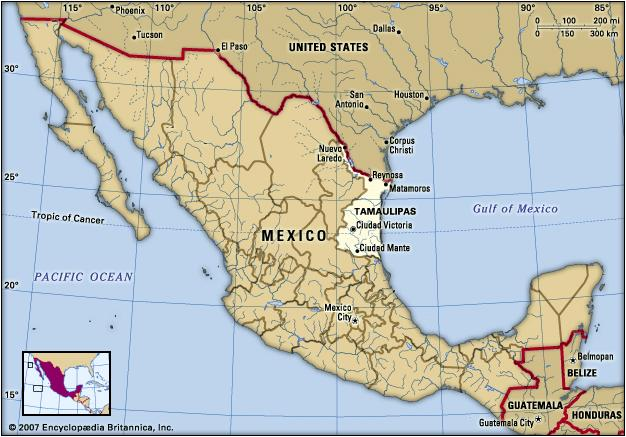 115°
110°
105°
100°
95°
90°
85°
Phoenix
Tucson
El Paso
Dallas
0 100 200 mi
0 150 300 km
UNITED STATES
30°
San
Antonio
Houston
Nuevo
Laredo
Corpus
Christi
Reynosa
Matamoros
25°
TAMAULIPAS
Gulf of Mexico
Tropic of Cancer
Ciudad Victoria
MEXICO
Ciudad Mante
PACIFIC OCEAN
20°
Mexico
City
Belmopan
BELIZE
15°
GUATEMALA
HONDURAS
Guatemala City
© 2007 Encyclopædia Britannica, Inc.